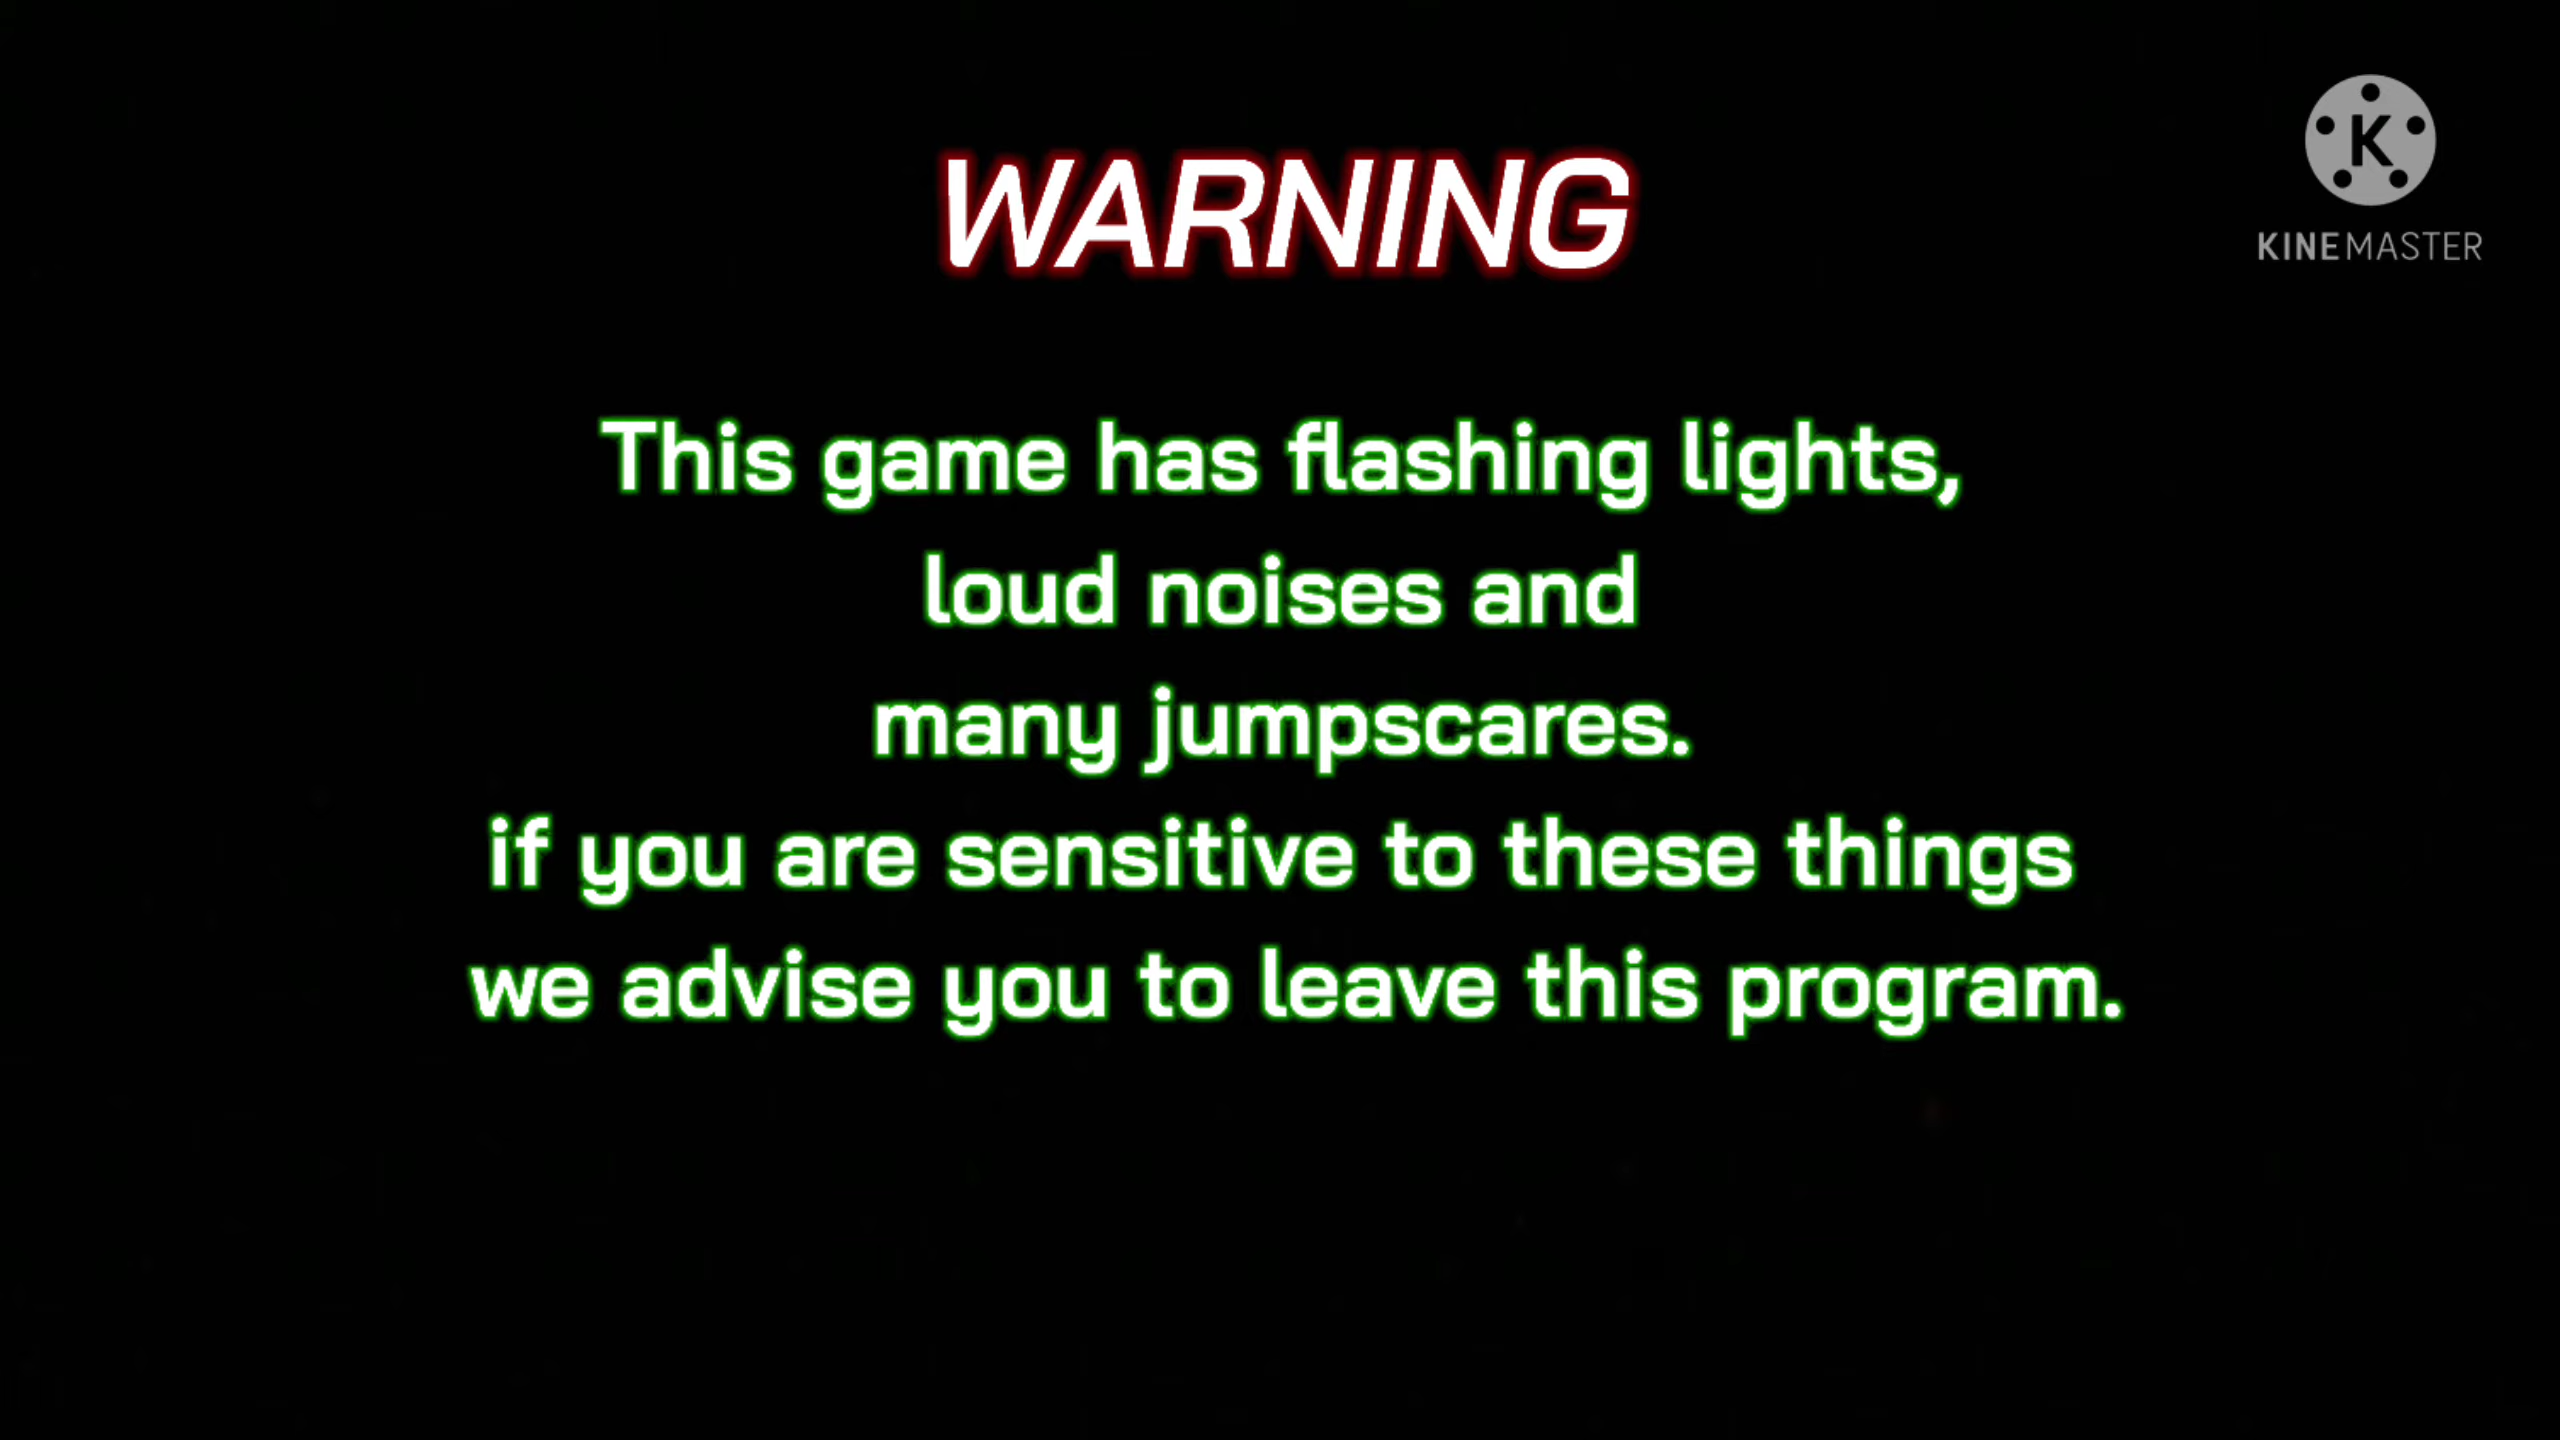 WARNING
K
KINEMASTER
This game has flashing lights,
loud noises and
many jumpscares.
if you are sensitive to these things
we advise you to leave this program.